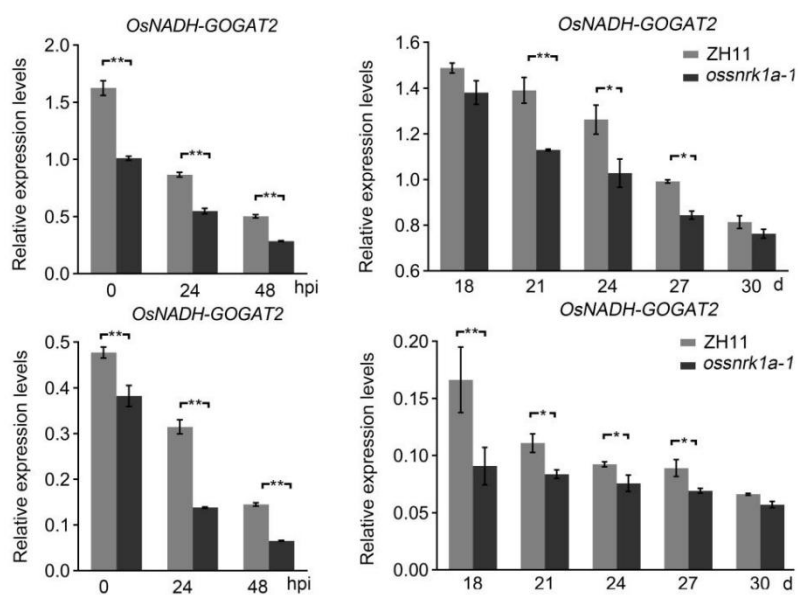 OsNADH-GOGAT2
Relative expression levels
2.0
1.5
1.0
0.5
0.0
**
**
**
0 24 48 hpi
OsNADH-GOGAT2
ZH11
ossnrk1a-1
Relative expression levels
1.6
1.4
1.2
1.0
0.8
0.6
**
*
*
18 21 24 27 30 d
OsNADH-GOGAT2
Relative expression levels
0.5
0.4
0.3
0.2
0.1
0.0
**
**
**
0 24 48 hpi
OsNADH-GOGAT2
ZH11
ossnrk1a-1
Relative expression levels
0.20
0.15
0.10
0.05
0.00
**
*
*
*
18 21 24 27 30 d